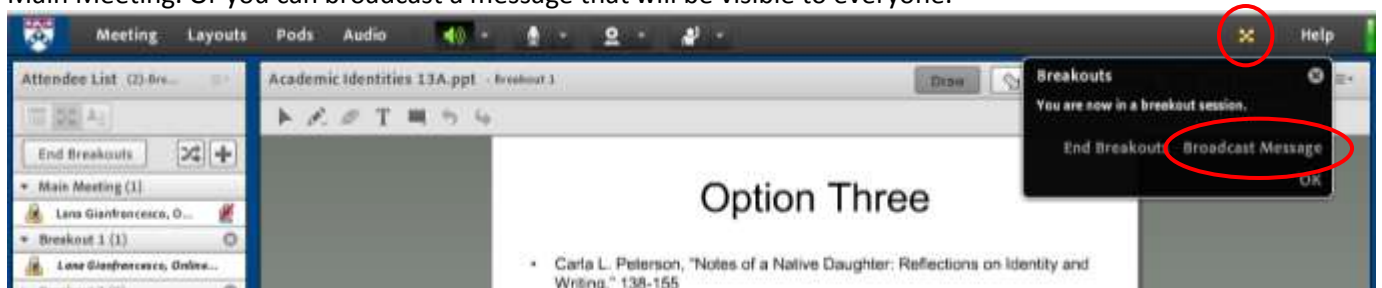 Main Meeting. Or you can broadcast a message that will be visible to everyone.
Meeting Layouts Pods Audio Help
Attendee List (2) Bre...
Academic Identities 13A.ppt - Breakout 1
Draw
Breakouts
You are now in a breakout session.
End Breakouts Broadcast Message
OK
T
End Breakouts
Main Meeting (1)
Lana Gianfrancesco, O...
Breakout 1 (1)
Lana Gianfrancesco, Online...
Option Three
• Carla L. Peterson, "Notes of a Native Daughter: Reflections on Identity and
Writing," 138-155